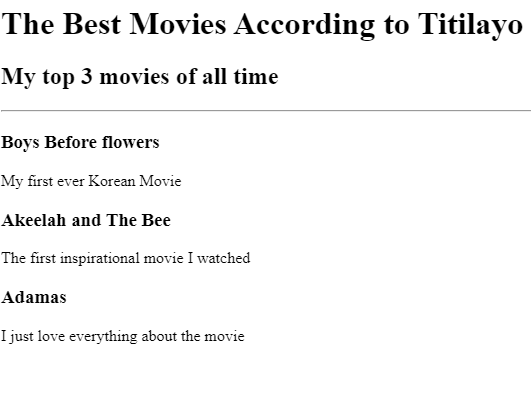 The Best Movies According to Titilayo
My top 3 movies of all time
Boys Before flowers
My first ever Korean Movie
Akeelah and The Bee
The first inspirational movie I watched
Adamas
I just love everything about the movie